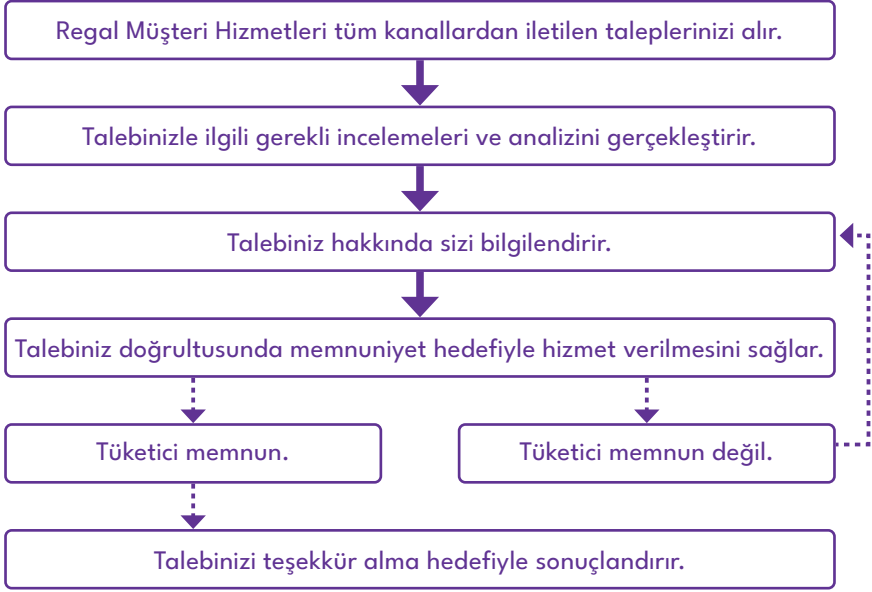 Regal Müşteri Hizmetleri tüm kanallardan iletilen taleplerinizi alır.
Talebinizle ilgili gerekli incelemeleri ve analizini gerçekleştirir.
Talebiniz hakkında sizi bilgilendirir.
Talebiniz doğrultusunda memnuniyet hedefiyle hizmet verilmesini sağlar.
Tüketici memnun.
Tüketici memnun değil.
Talebinizi teşekkür alma hedefiyle sonuçlandırır.